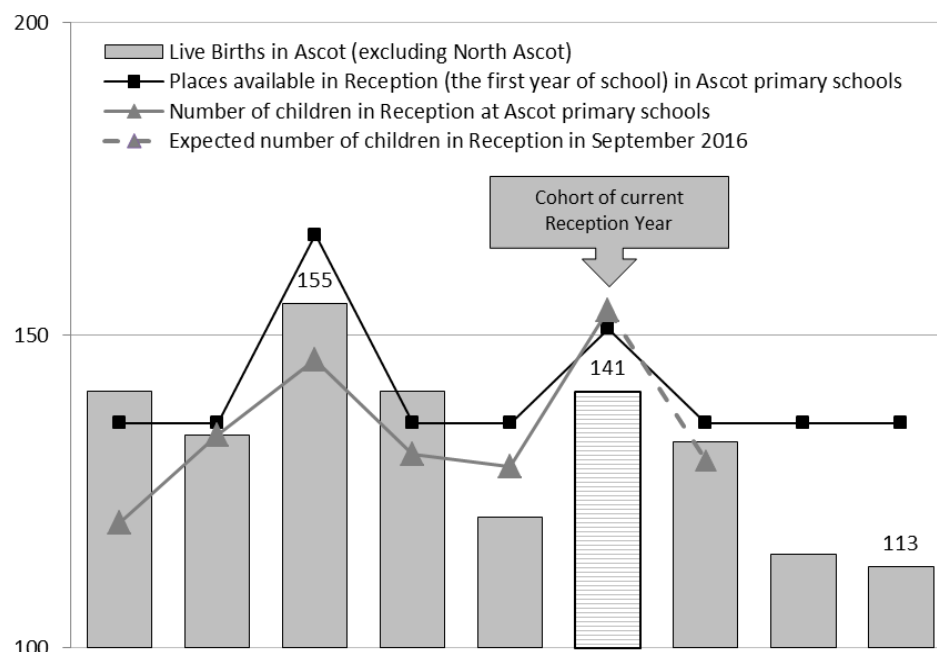 200
Live Births in Ascot (excluding North Ascot)
Places available in Reception (the first year of school) in Ascot primary schools
Number of children in Reception at Ascot primary schools
Expected number of children in Reception in September 2016
Cohort of current
Reception Year
155
150
141
113
100